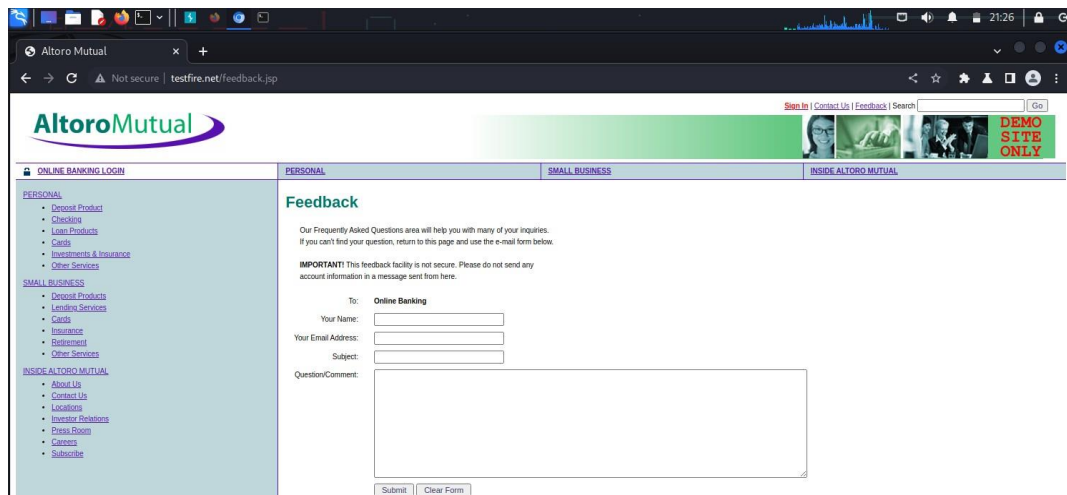 21:26
Altoro Mutual
Not secure | testfire.net/feedback.jsp
Sign In | Contact Us | Feedback | Search Go
AltoroMutual
DEMO
SITE
ONLY
ONLINE BANKING LOGIN
PERSONAL
SMALL BUSINESS
INSIDE ALTORO MUTUAL
PERSONAL
Deposit Product
Checking
Loan Products
Cards
Investments & Insurance
Other Services
SMALL BUSINESS
Deposit Products
Lending Services
Cards
Insurance
Retirement
Other Services
INSIDE ALTORO MUTUAL
About Us
Contact Us
Locations
Investor Relations
Press Room
Careers
Subscribe
Feedback
Our Frequently Asked Questions area will help you with many of your inquiries.
If you can't find your question, return to this page and use the e-mail form below.
IMPORTANT! This feedback facility is not secure. Please do not send any
account information in a message sent from here.
To: Online Banking
Your Name:
Your Email Address:
Subject:
Question/Comment:
Submit Clear Form